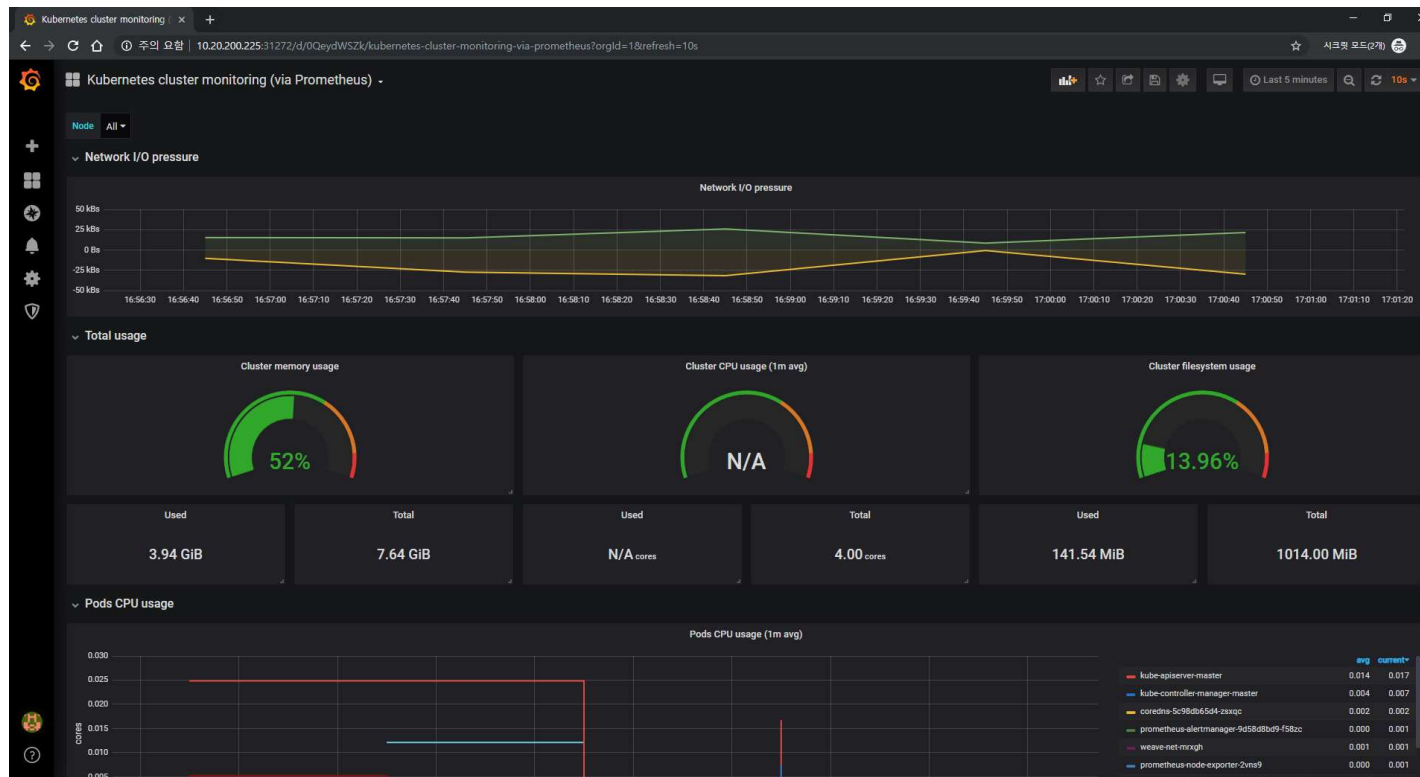 Kubernetes cluster monitoring (
주의 요함 | 10.20.200.225:31272/d/0QeydWSZk/kubernetes-cluster-monitoring-via-prometheus?orgId=1&refresh=10s
시크릿 모드(2개)
Kubernetes cluster monitoring (via Prometheus)
Last 5 minutes
10s
Node All
Network I/O pressure
Network I/O pressure
50 kBs
25 kBs
0 Bs
-25 kBs
-50 kBs
16:56:30 16:56:40 16:56:50 16:57:00 16:57:10 16:57:20 16:57:30 16:57:40 16:57:50 16:58:00 16:58:10 16:58:20 16:58:30 16:58:40 16:58:50 16:59:00 16:59:10 16:59:20 16:59:30 16:59:40 16:59:50 17:00:00 17:00:10 17:00:20 17:00:30 17:00:40 17:00:50 17:01:00 17:01:10 17:01:20
Total usage
Cluster memory usage
52%
Cluster CPU usage (1m avg)
N/A
Cluster filesystem usage
13.96%
Used
3.94 GiB
Total
7.64 GiB
Used
N/A cores
Total
4.00 cores
Used
141.54 MiB
Total
1014.00 MiB
Pods CPU usage
Pods CPU usage (1m avg)
cores
0.030
0.025
0.020
0.015
0.010
0.005
avg current
kube-apiserver-master 0.014 0.017
kube-controller-manager-master 0.004 0.007
coredns-5c98db65d4-zsxqc 0.002 0.002
prometheus-alertmanager-9d58d8bd9-f58zc 0.000 0.001
weave-net-mrxgh 0.001 0.001
prometheus-node-exporter-2vns9 0.000 0.001